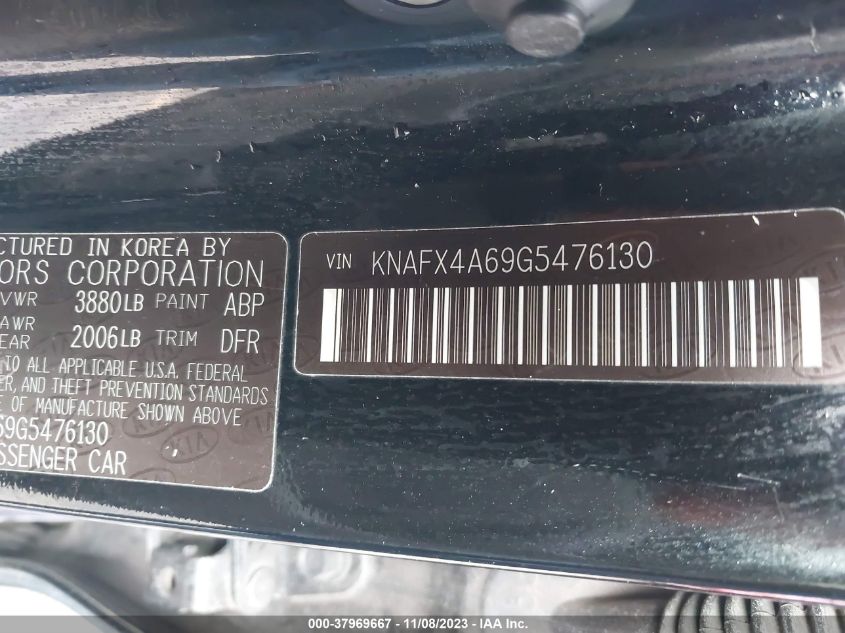 CTURED IN KOREA BY
ORS CORPORATION
VWR 3880LB PAINT ABP
AWR
EAR 2006LB TRIM DFR
TO ALL APPLICABLE U.S.A. FEDERAL
ER, AND THEFT PREVENTION STANDARDS
E OF MANUFACTURE SHOWN ABOVE
69G5476130
SSENGER CAR
VIN KNAFX4A69G5476130
000-37969667 - 11/08/2023 - IAAI.com.